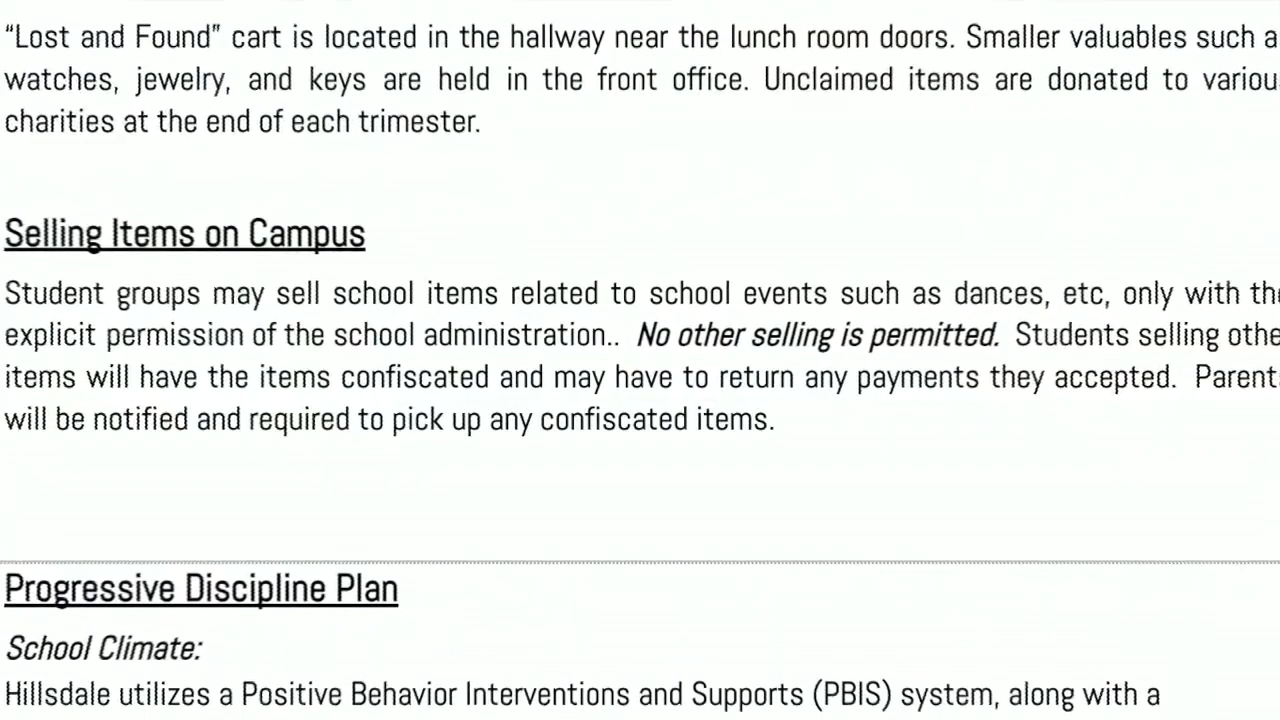 “Lost and Found” cart is located in the hallway near the lunch room doors. Smaller valuables such
watches, jewelry, and keys are held in the front office. Unclaimed items are donated to
charities at the end of each trimester.
Selling Items on Campus
Student groups may sell school items related to school events such as dances, etc, only with
explicit permission of the school administration.. No other selling is permitted. Students selling
items will have the items confiscated and may have to return any payments they accepted.
will be notified and required to pick up any confiscated items.
Progressive Discipline Plan
School Climate:
Hillsdale utilizes a Positive Behavior Interventions and Supports (PBIS) system, along with a